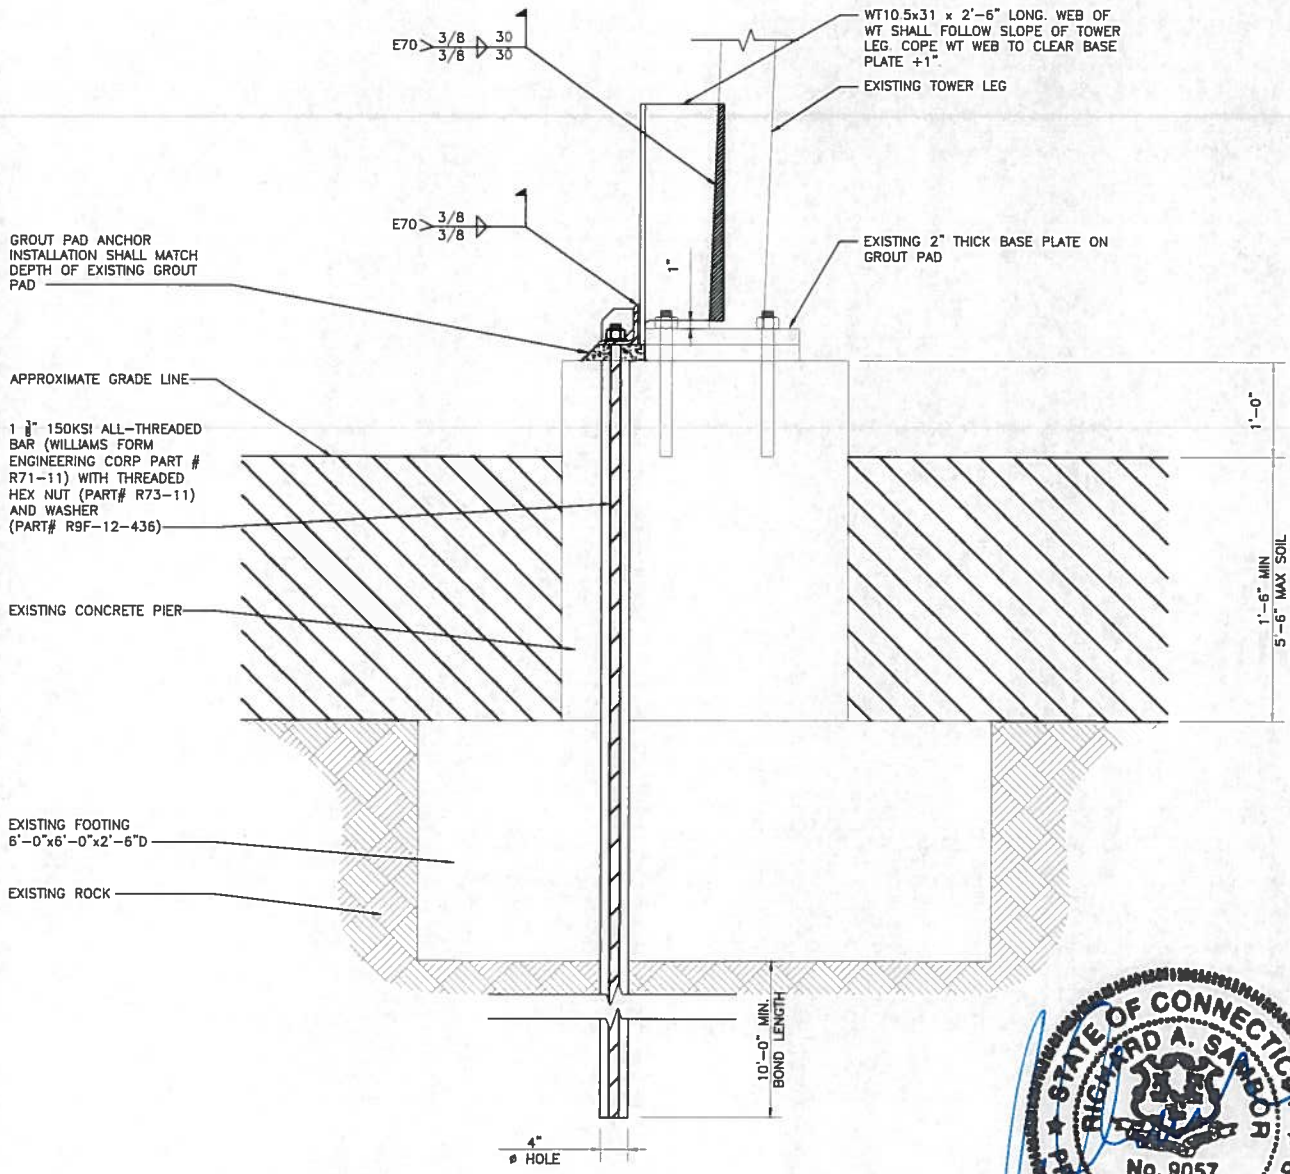 E70 3/8 30
3/8 30
WT10.5x31 x 2'-6" LONG. WEB OF
WT SHALL FOLLOW SLOPE OF TOWER
LEG. COPE WT WEB TO CLEAR BASE
PLATE +1".
EXISTING TOWER LEG
E70 3/8
3/8
GROUT PAD ANCHOR
INSTALLATION SHALL MATCH
DEPTH OF EXISTING GROUT
PAD
1"
EXISTING 2" THICK BASE PLATE ON
GROUT PAD
APPROXIMATE GRADE LINE
1'-0"
1 " 150KSI ALL-THREADED
BAR (WILLIAMS FORM
ENGINEERING CORP PART #
R71-11) WITH THREADED
HEX NUT (PART# R73-11)
AND WASHER
(PART# R9F-12-436)
EXISTING CONCRETE PIER
1'-6" MIN
5'-6" MAX SOIL
EXISTING FOOTING
6'-0"x6'-0"x2'-6"D
EXISTING ROCK
10'-0" MIN.
BOND LENGTH
4"
ø HOLE
STATE OF CONNECTIC
RICHARD A. SAMBOR
No. 9057